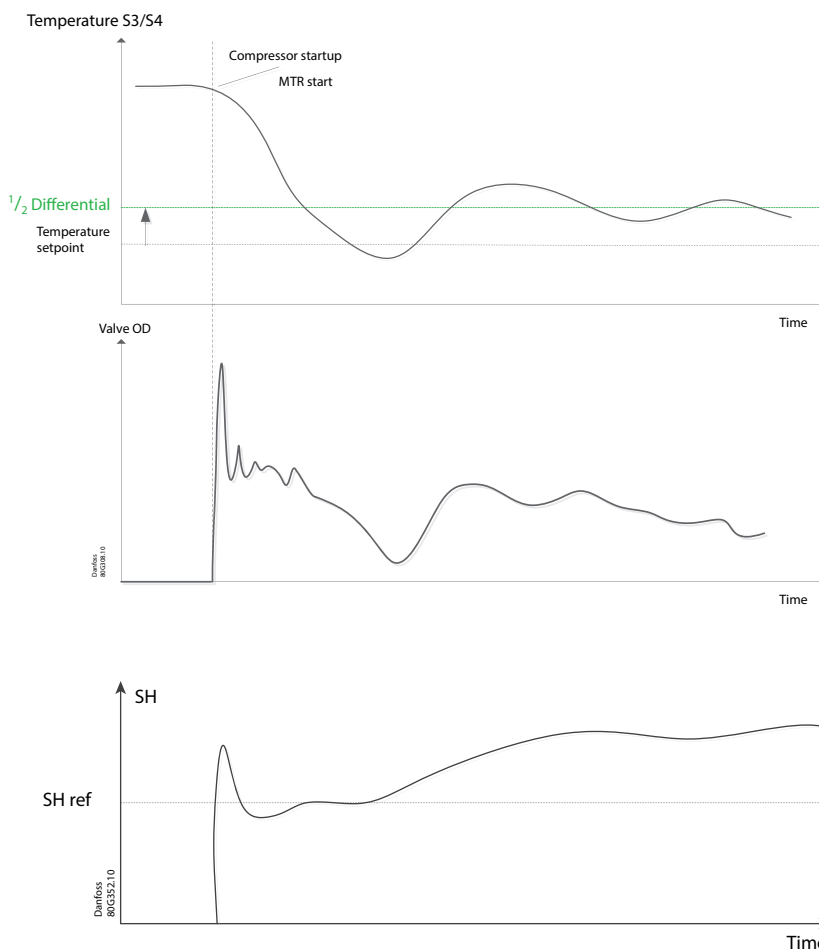 Temperature S3/S4
Compressor startup
MTR start
1/2 Differential
Temperature
setpoint
Time
Valve OD
Danfoss
80G308.10
Time
SH
SH ref
Danfoss
80G352.10
Time